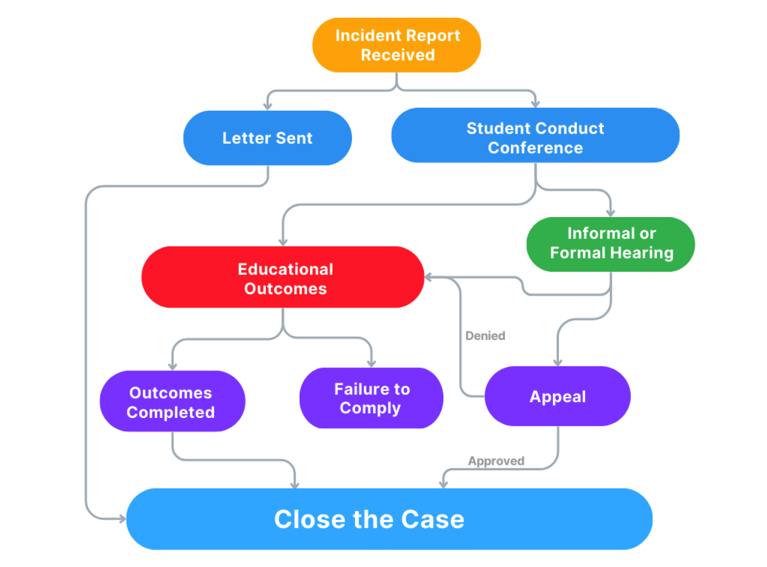 Incident Report
Received
Letter Sent
Student Conduct
Conference
Informal or
Formal Hearing
Educational
Outcomes
Denied
Outcomes
Completed
Failure to
Comply
Appeal
Approved
Close the Case